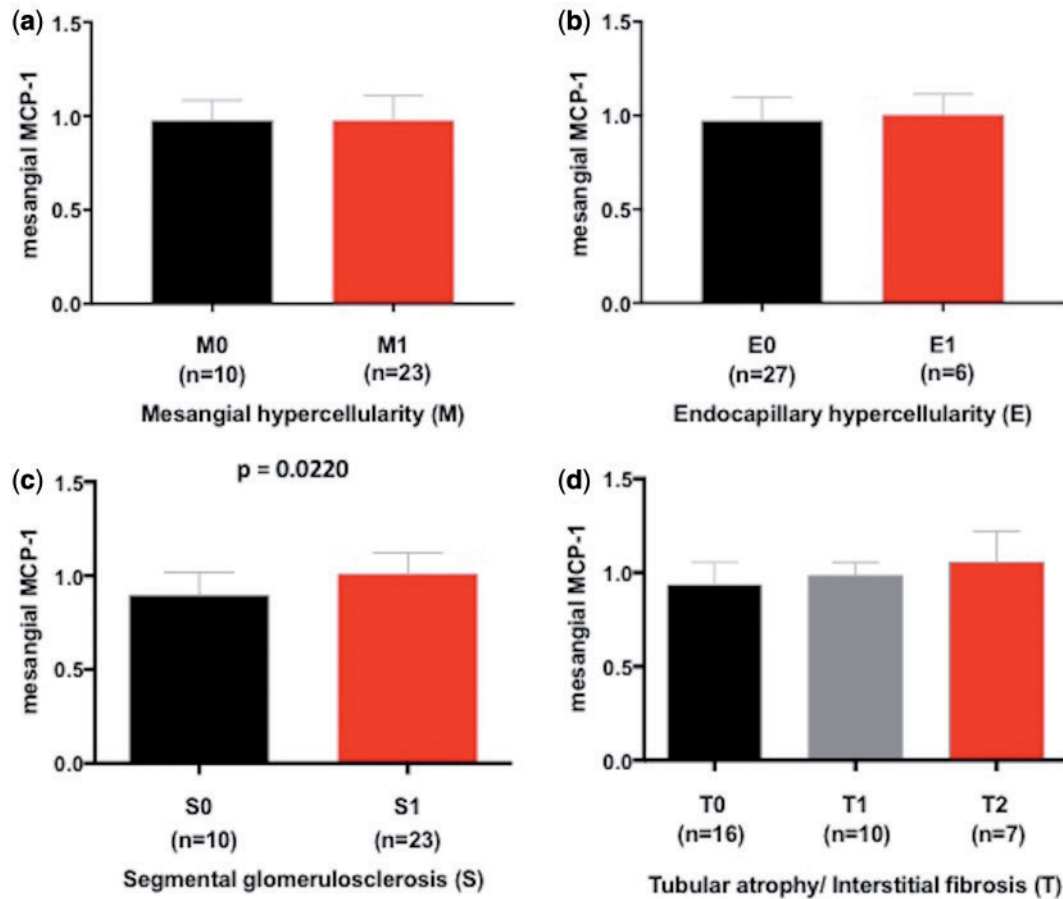 (a)
mesangial MCP-1
1.5
1.0
0.5
0.0
M0
M1
(n=10)
(n=23)
Mesangial hypercellularity (M)
(b)
mesangial MCP-1
1.5
1.0
0.5
0.0
E0
E1
(n=27)
(n=6)
Endocapillary hypercellularity (E)
(c)
p = 0.0220
mesangial MCP-1
1.5
1.0
0.5
0.0
S0
S1
(n=10)
(n=23)
Segmental glomerulosclerosis (S)
(d)
mesangial MCP-1
1.5
1.0
0.5
0.0
T0
T1
T2
(n=16)
(n=10)
(n=7)
Tubular atrophy/ Interstitial fibrosis (T)